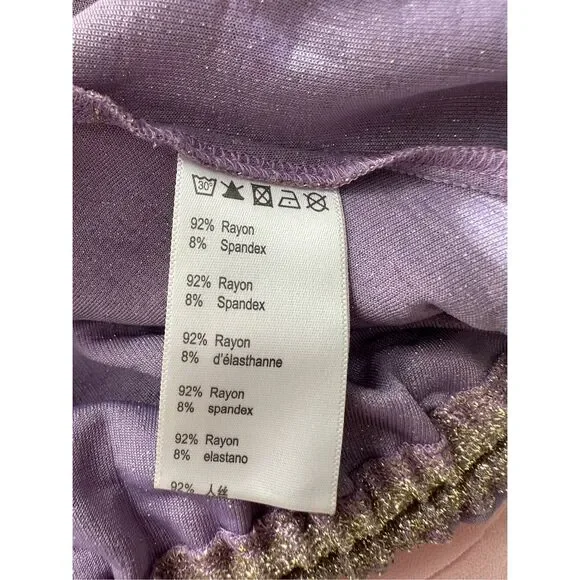 30°
92% Rayon
8% Spandex
92% Rayon
8% Spandex
92% Rayon
8% d'élasthanne
92% Rayon
8% spandex
92% Rayon
8% elastano
92% 人丝